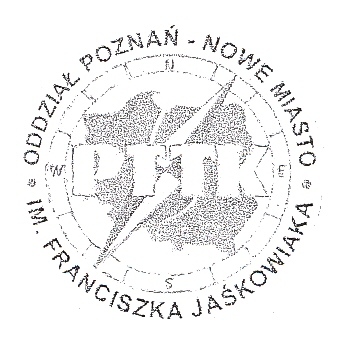 ODDZIAŁ POZNAŃ - NOWE MIASTO
N
W PTTK E
S
IM. FRANCISZKA JAŚKOWIAKA